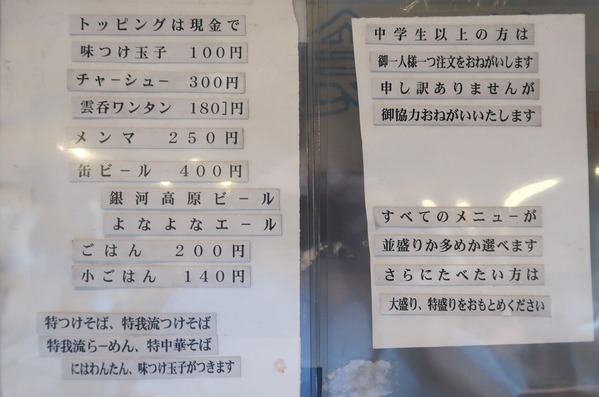 トッピングは現金で
味つけ玉子 100円
チャーシュー 300円
雲呑ワンタン 180]円
メンマ 250円
缶ビール 400円
銀河高原ビール
よなよなエール
ごはん 200円
小ごはん 140円
特つけそば、特我流つけそば
特我流らーめん、特中華そば
にはわんたん、味つけ玉子がつきます
中学生以上の方は
御一人様一つ注文をおねがいします
申し訳ありませんが
御協力おねがいいたします
すべてのメニューが
並盛りか多めか選べます
さらにたべたい方は
大盛り、特盛りをおもとめください